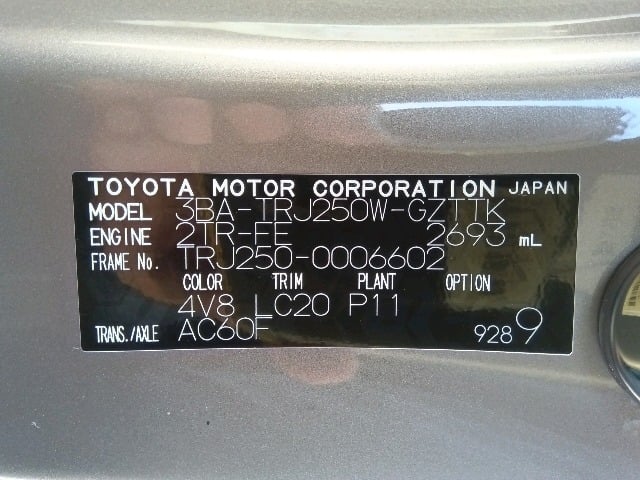 TOYOTA MOTOR CORPORATION JAPAN
MODEL 3BA-TRJ250W-GZTTK
ENGINE 2TR-FE 2693 mL
FRAME No. TRJ250-0006602
COLOR TRIM PLANT OPTION
4V8 LC20 P11
TRANS./AXLE AC60F 928 9